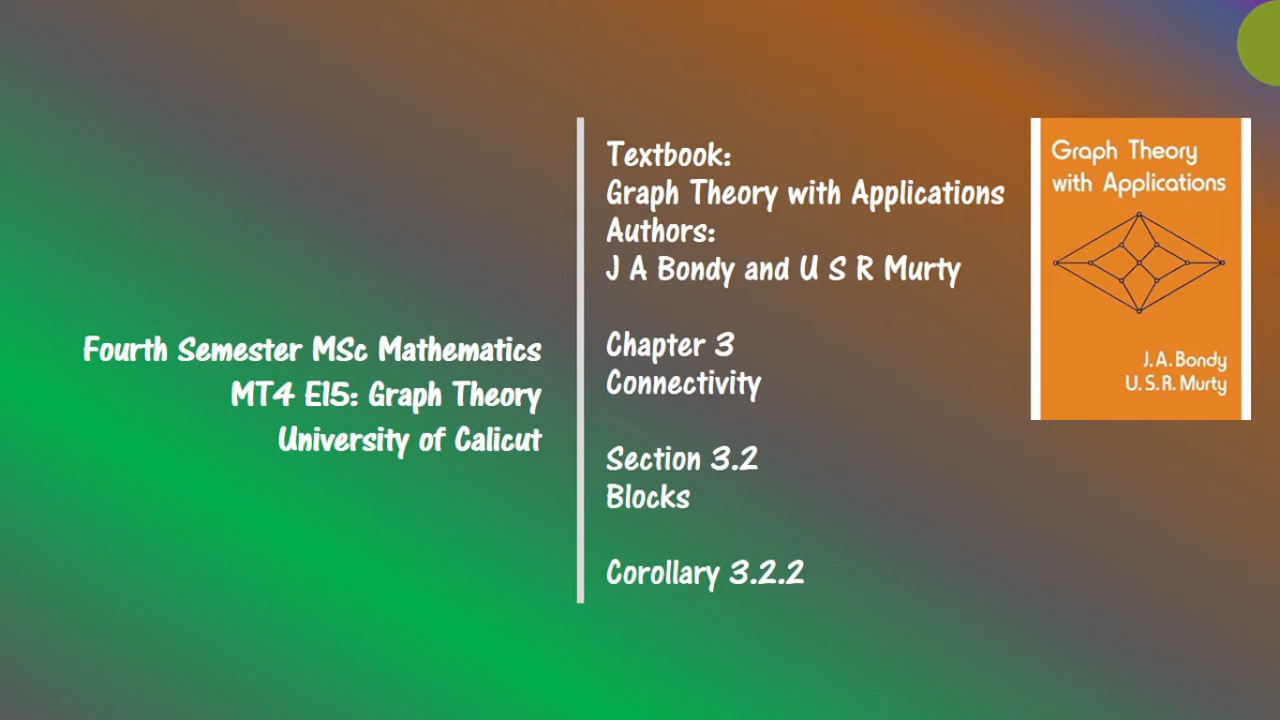 Fourth Semester MSc Mathematics
MT4 E15: Graph Theory
University of Calicut
Textbook:
Graph Theory with Applications
Authors:
J A Bondy and U S R Murty
Chapter 3
Connectivity
Section 3.2
Blocks
Corollary 3.2.2
Graph Theory
with Applications
J. A. Bondy
U. S. R. Murty